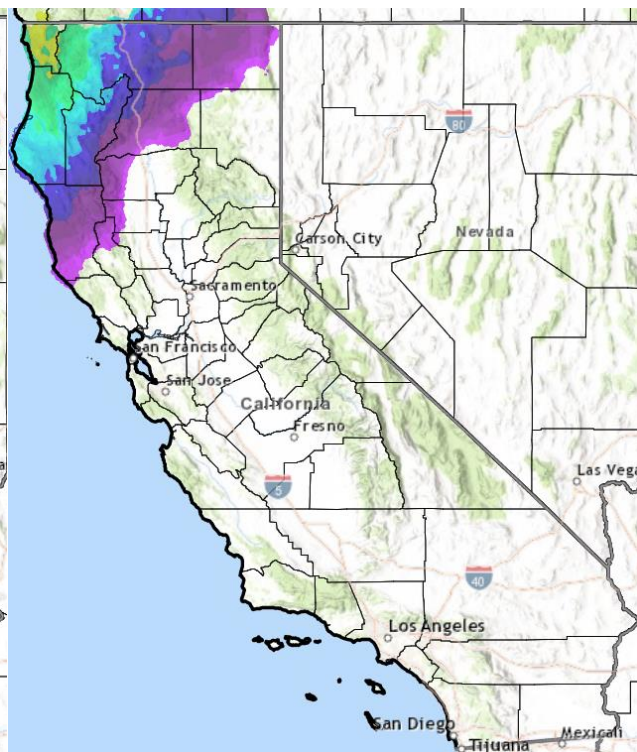 80
Nevada
Carson City
Sacramento
San Francisco
San Jose
California
Fresno
5
Las Vega
40
Los Angeles
San Diego
Tijuana
Mexicali